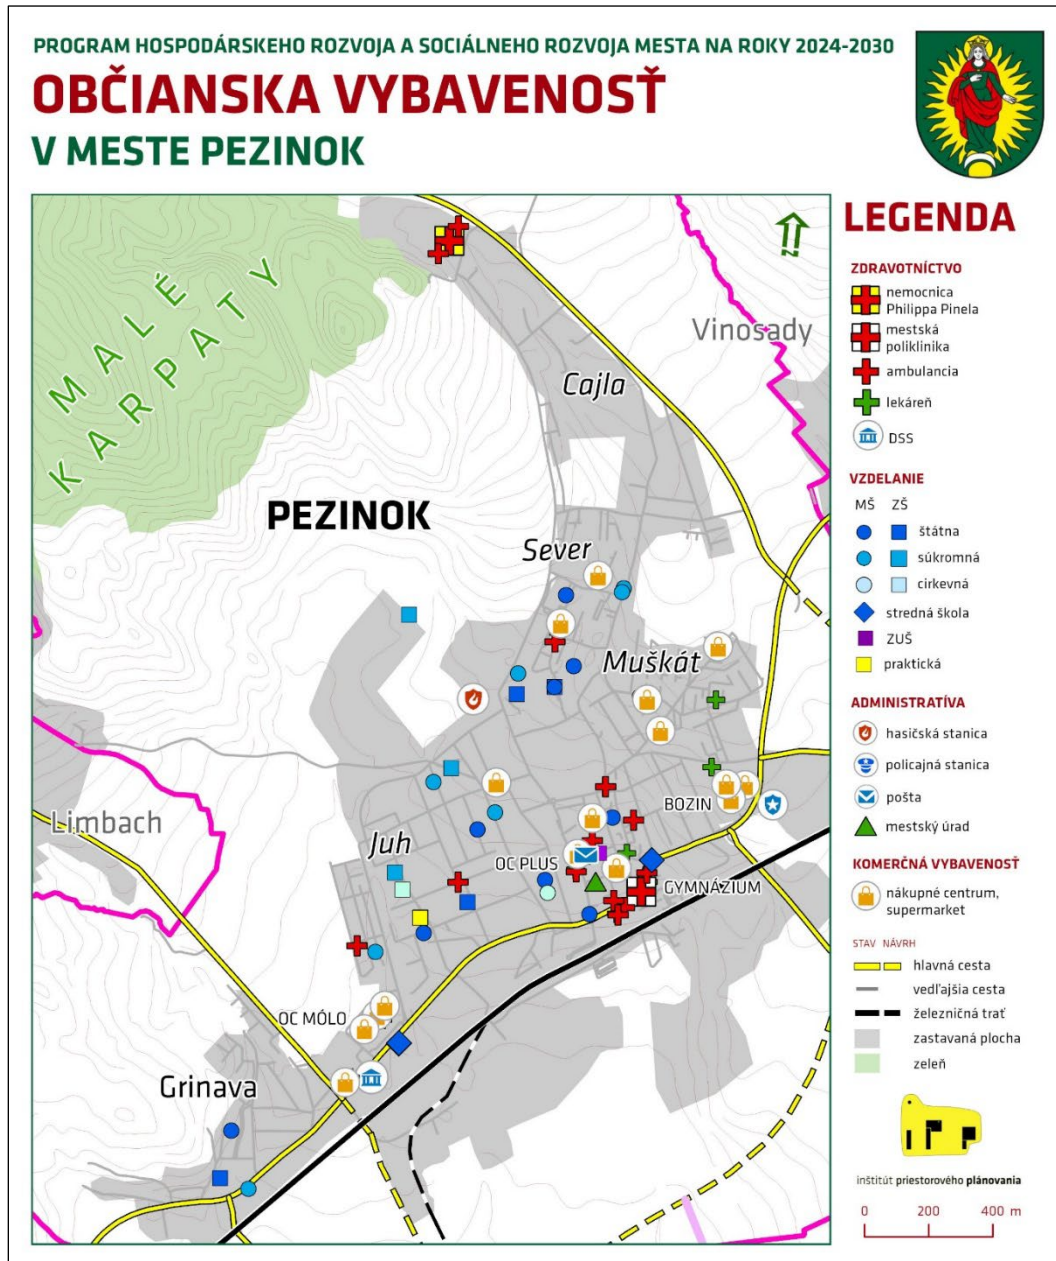 PROGRAM HOSPODÁRSKEHO ROZVOJA A SOCIÁLNEHO ROZVOJA MESTA NA ROKY 2024-2030
OBČIANSKA VYBAVENOSŤ
V MESTE PEZINOK
MALÉ
KARPATY
Vinosady
Cajla
PEZINOK
Sever
Muškát
Limbach
BOZIN
Juh
OC PLUS
GYMNÁZIUM
OC MÓLO
Grinava
LEGENDA
ZDRAVOTNÍCTVO
nemocnica
Philippa Pinela
mestská
poliklinika
ambulancia
lekáreň
DSS
VZDELANIE
MŠ ZŠ
štátna
súkromná
cirkevná
stredná škola
ZUŠ
praktická
ADMINISTRATÍVA
hasičská stanica
policajná stanica
pošta
mestský úrad
KOMERČNÁ VYBAVENOSŤ
nákupné centrum,
supermarket
STAV NÁVRH
hlavná cesta
vedľajšia cesta
železničná trať
zastavaná plocha
zeleň
inštitút priestorového plánovania
0 200 400 m